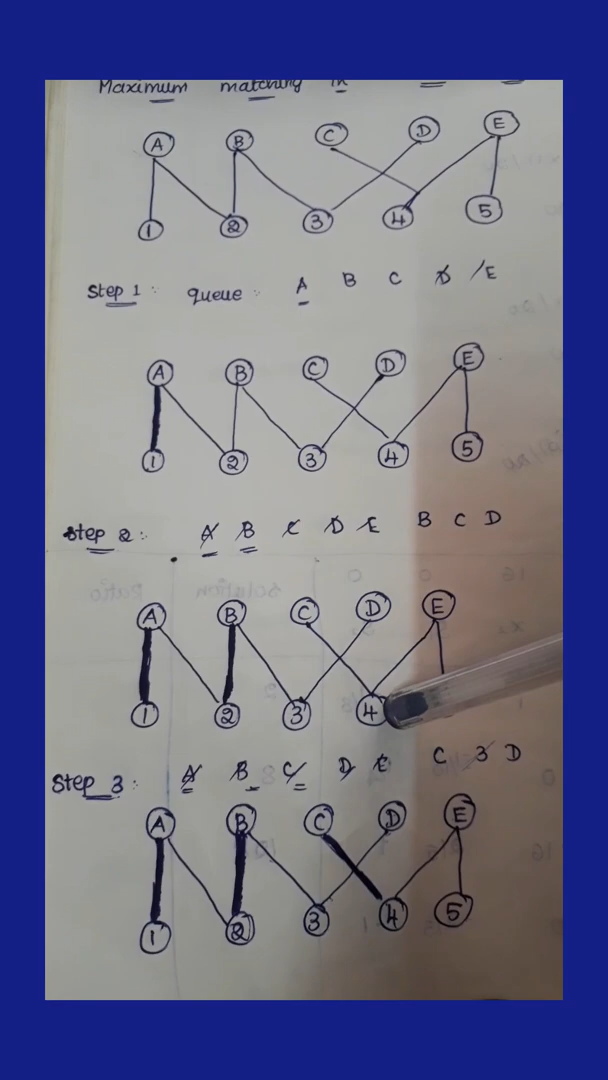 Maximum matching in
A B C D E
1 2 3 4 5
Step 1: queue: A B C D / E
A B C D E
1 2 3 4 5
Step 2: A B C D E B C D
A B C D E
1 2 3 4
Step 3: A B C D E C 3 D
A B C D E
1 2 3 4 5